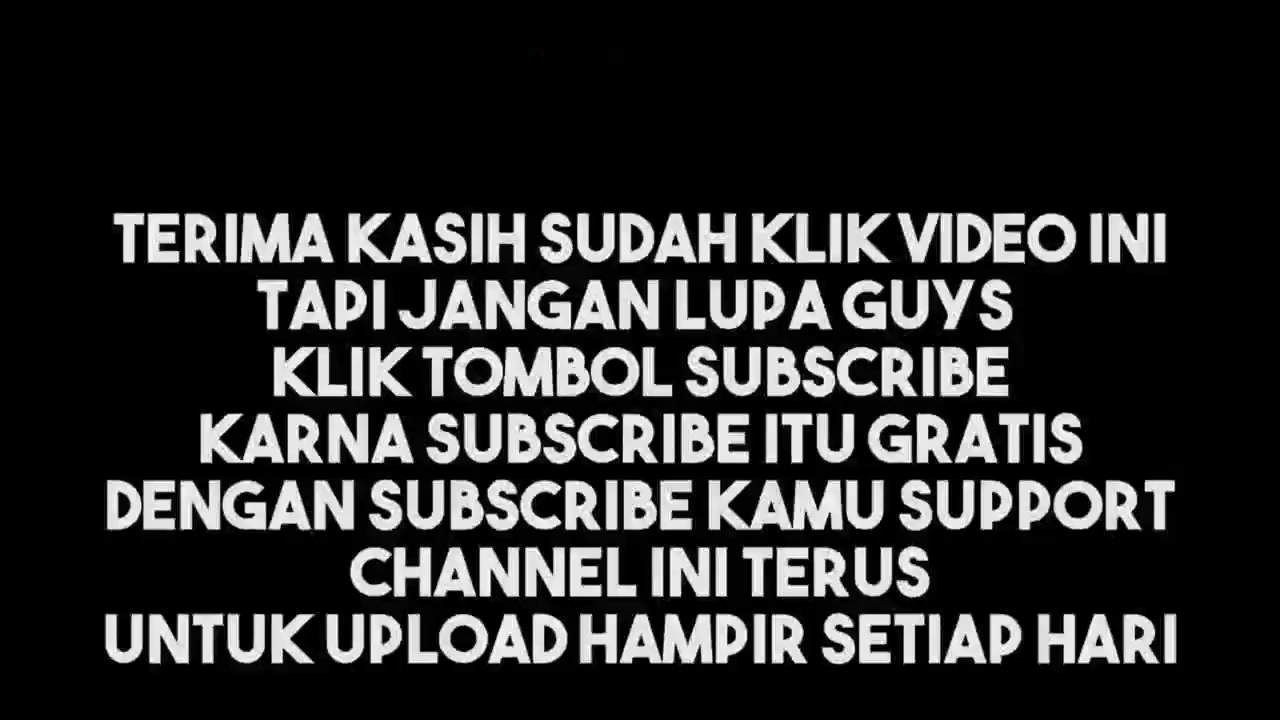 TERIMA KASIH SUDAH KLIK VIDEO INI
TAPI JANGAN LUPA GUYS
KLIK TOMBOL SUBSCRIBE
KARNA SUBSCRIBE ITU GRATIS
DENGAN SUBSCRIBE KAMU SUPPORT
CHANNEL INI TERUS
UNTUK UPLOAD HAMPIR SETIAP HARI